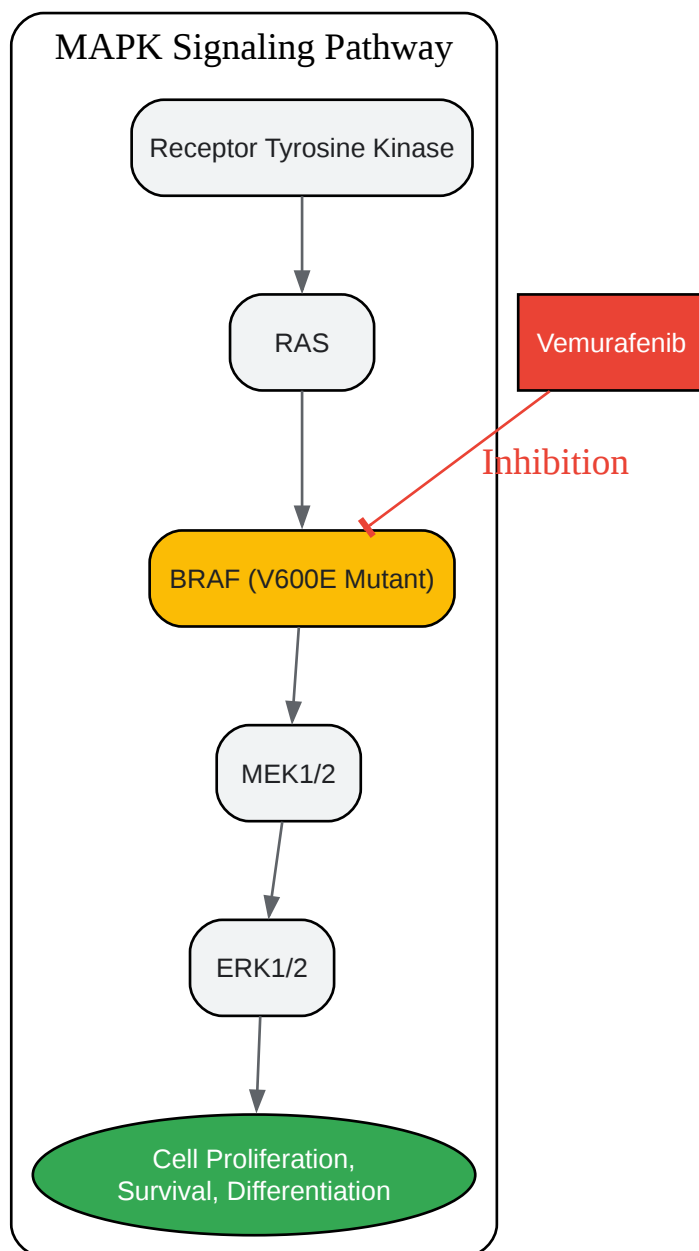 MAPK Signaling Pathway
Receptor Tyrosine Kinase
RAS
Vemurafenib
Inhibition
BRAF (V600E Mutant)
MEK1/2
ERK1/2
Cell Proliferation,
Survival, Differentiation